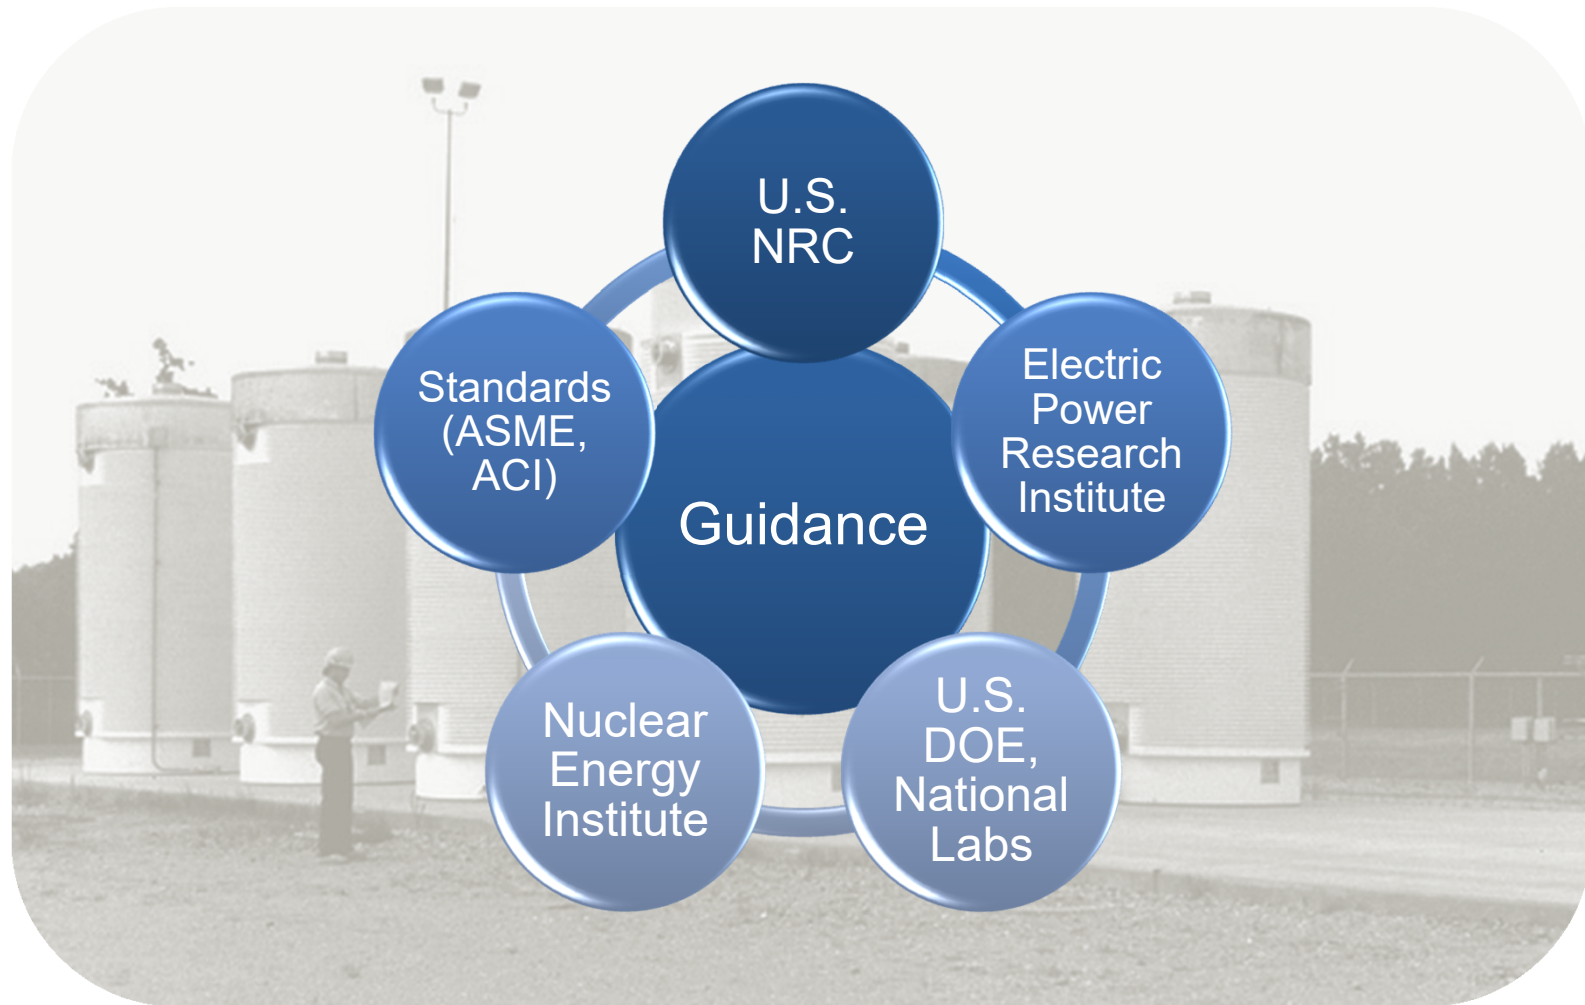 U.S.
NRC
Electric
Power
Research
Institute
U.S.
DOE,
National
Labs
Nuclear
Energy
Institute
Standards
(ASME,
ACI)
Guidance